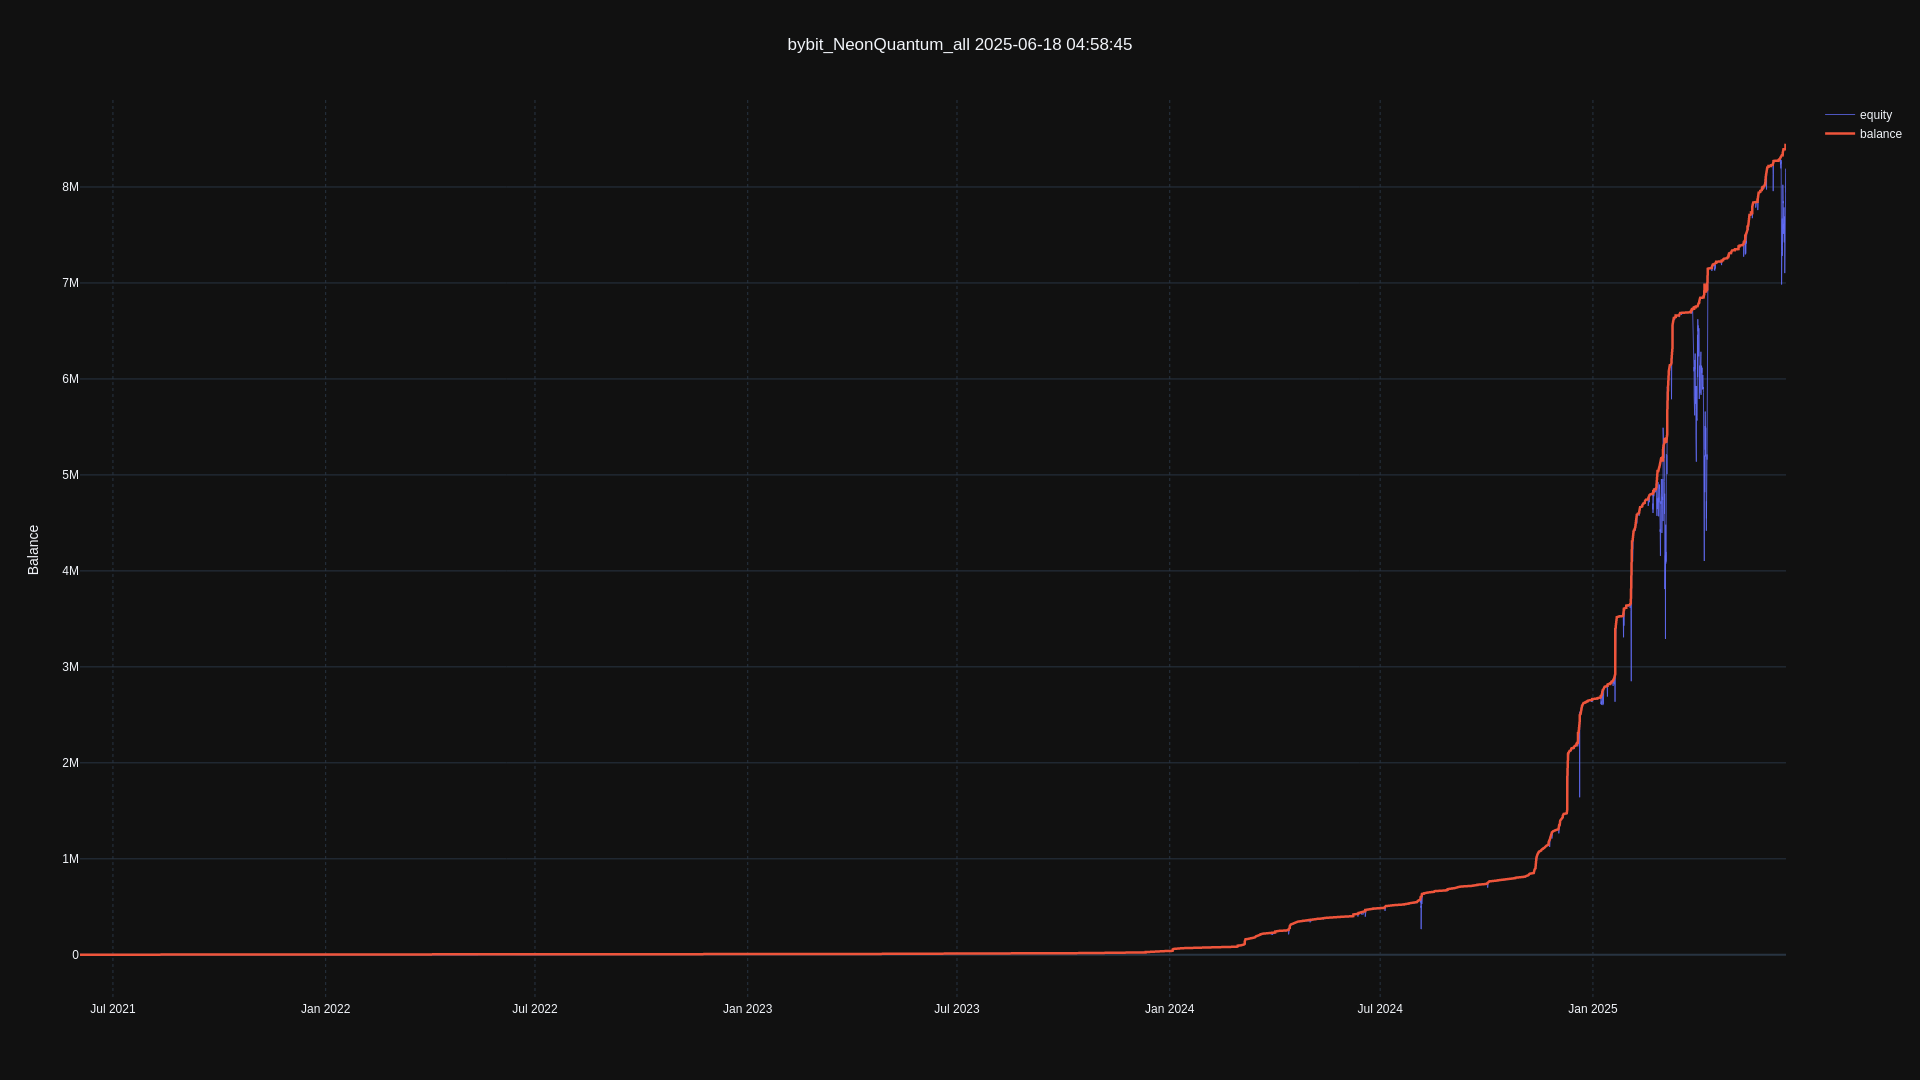 bybit_NeonQuantum_all 2025-06-18 04:58:45
equity
balance
8M
7M
6M
5M
4M
3M
2M
1M
0
Balance
Jul 2021
Jan 2022
Jul 2022
Jan 2023
Jul 2023
Jan 2024
Jul 2024
Jan 2025